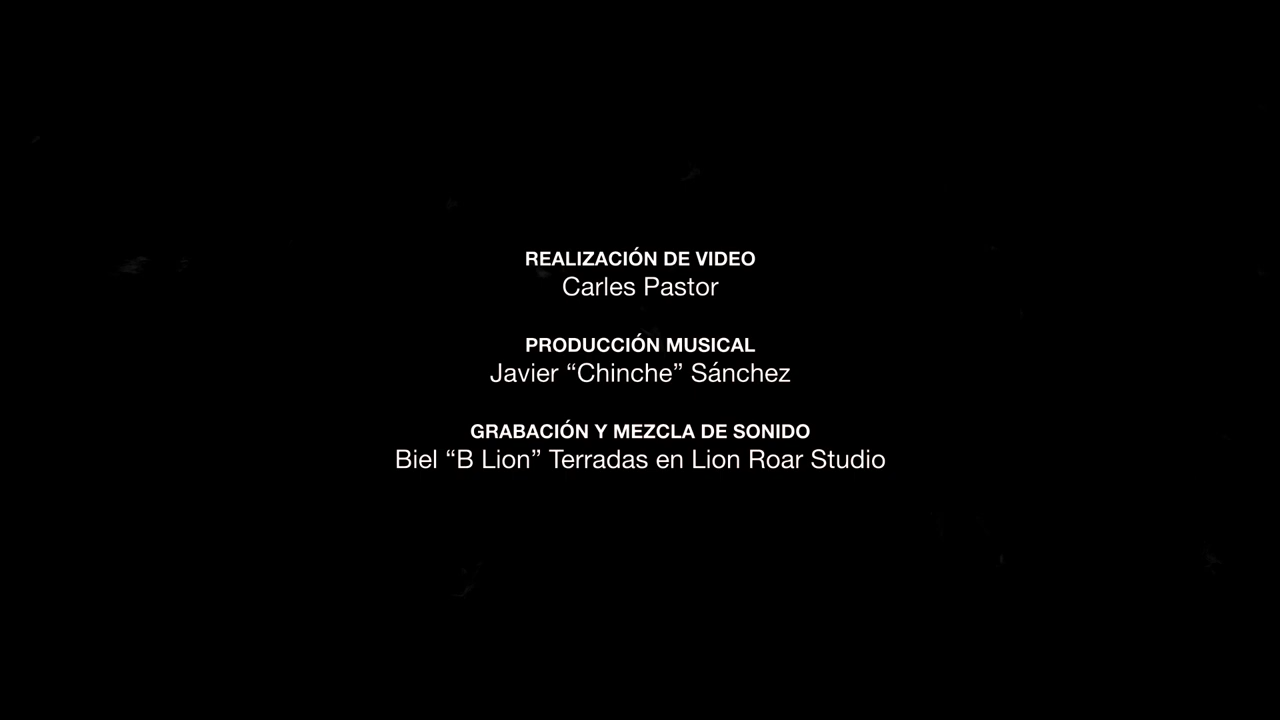 REALIZACIÓN DE VIDEO
Carles Pastor
PRODUCCIÓN MUSICAL
Javier “Chinche” Sánchez
GRABACIÓN Y MEZCLA DE SONIDO
Biel “B Lion” Terradas en Lion Roar Studio